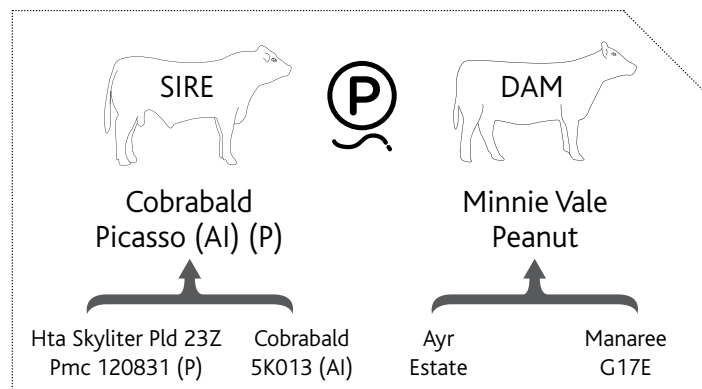 SIRE
P
DAM
Cobrabald
Picasso (AI) (P)
Minnie Vale
Peanut
Hta Skyliter Pld 23Z
Pmc 120831 (P)
Cobrabald
5K013 (AI)
Ayr
Estate
Manaree
G17E